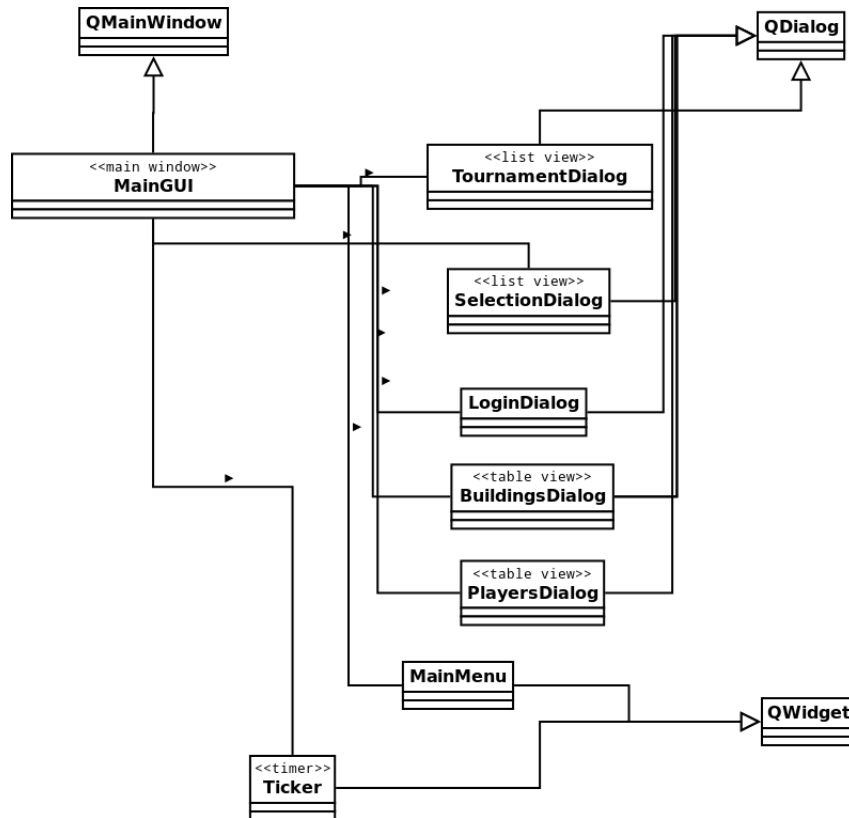 QMainWindow
QDialog
<<main window>>
MainGUI
<<list view>>
TournamentDialog
<<list view>>
SelectionDialog
LoginDialog
<<table view>>
BuildingsDialog
<<table view>>
PlayersDialog
MainMenu
QWidget
<<timer>>
Ticker